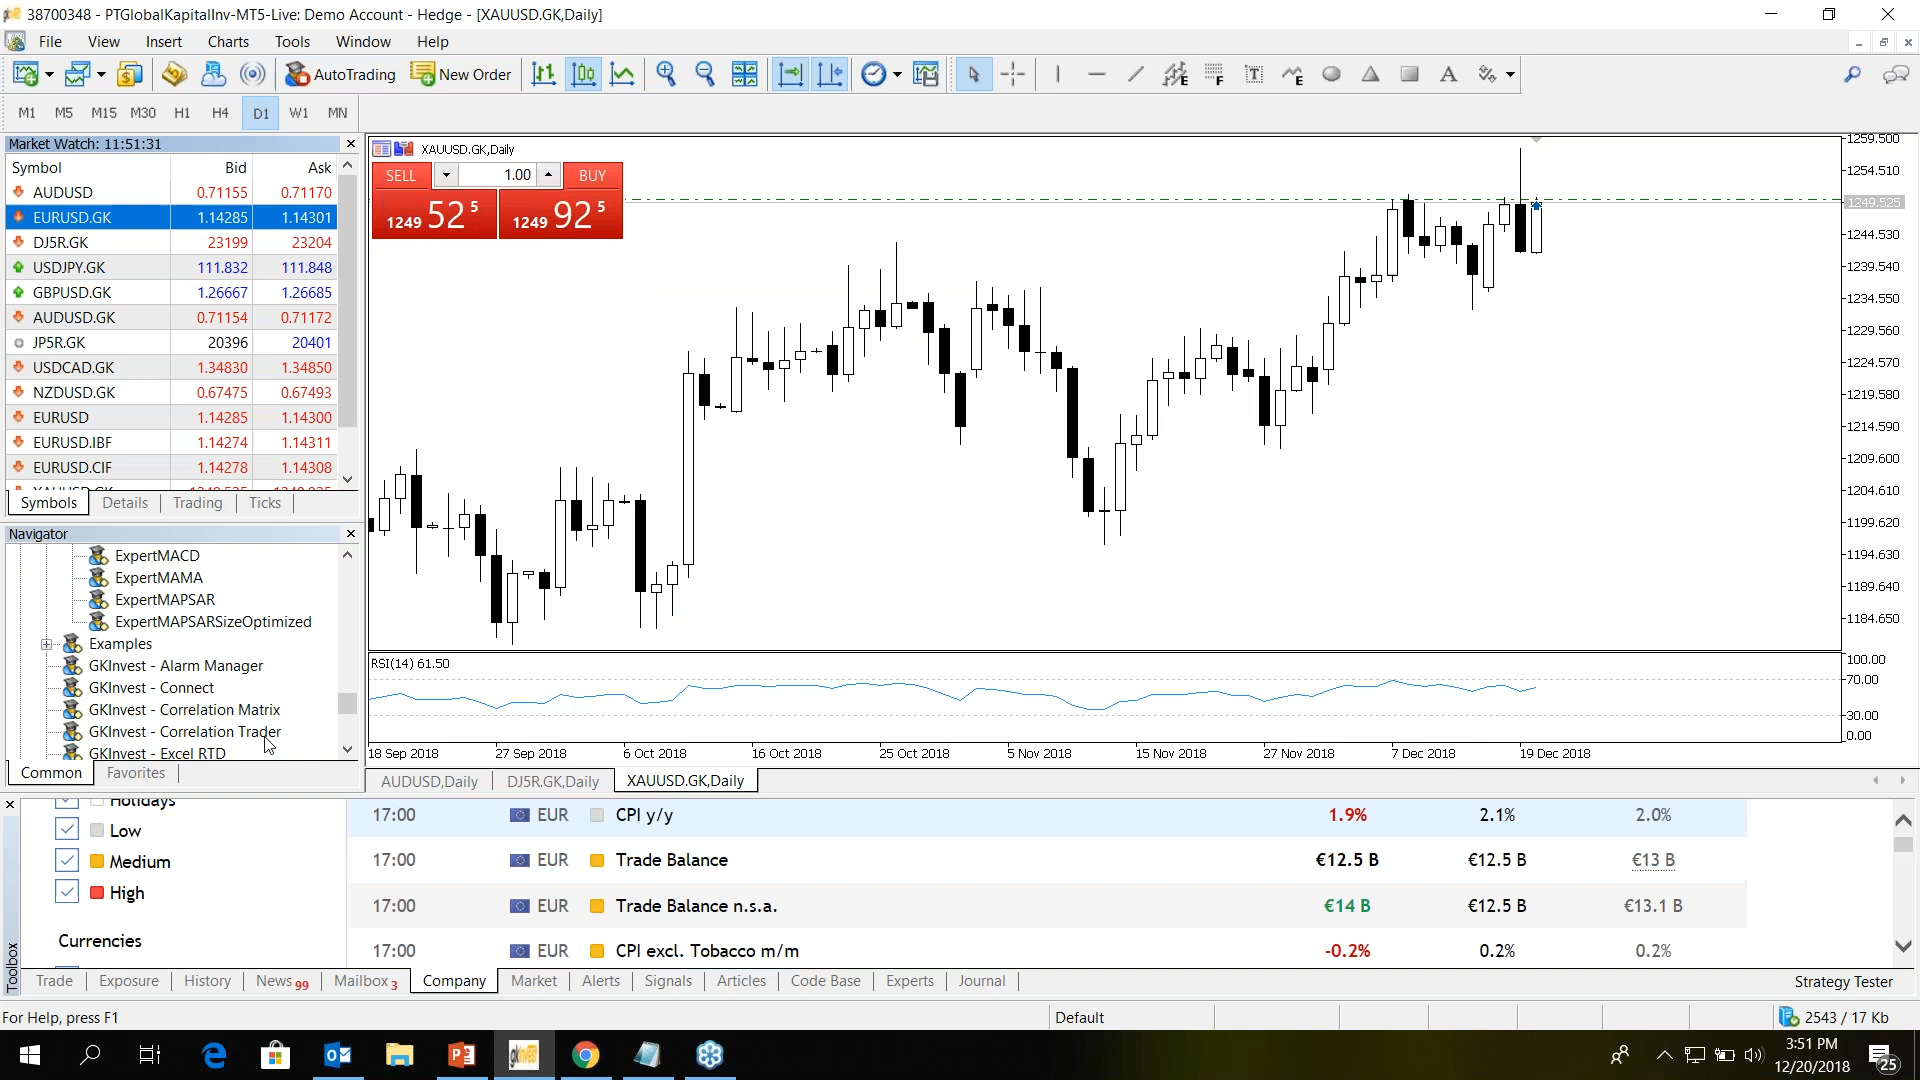 38700348 - PTGlobalKapitalInv-MT5-Live: Demo Account - Hedge - [XAUUSD.GK,Daily]
File View Insert Charts Tools Window Help
AutoTrading New Order
M1 M5 M15 M30 H1 H4 D1 W1 MN
Market Watch: 11:51:31
Symbol Bid Ask
AUDUSD 0.71155 0.71170
EURUSD.GK 1.14285 1.14301
DJ5R.GK 23199 23204
USDJPY.GK 111.832 111.848
GBPUSD.GK 1.26667 1.26685
AUDUSD.GK 0.71154 0.71172
JP5R.GK 20396 20401
USDCAD.GK 1.34830 1.34850
NZDUSD.GK 0.67475 0.67493
EURUSD 1.14285 1.14300
EURUSD.IBF 1.14274 1.14311
EURUSD.CIF 1.14278 1.14308
Symbols Details Trading Ticks
Navigator
ExpertMACD
ExpertMAMA
ExpertMAPSAR
ExpertMAPSARSizeOptimized
Examples
GKInvest - Alarm Manager
GKInvest - Connect
GKInvest - Correlation Matrix
GKInvest - Correlation Trader
GKInvest - Excel RTD
Common Favorites
XAUUSD.GK,Daily
SELL 1.00 BUY
1249 52 5 1249 92 5
1259.500
1254.510
1249.525
1244.530
1239.540
1234.550
1229.560
1224.570
1219.580
1214.590
1209.600
1204.610
1199.620
1194.630
1189.640
1184.650
RSI(14) 61.50
100.00
70.00
30.00
0.00
18 Sep 2018 27 Sep 2018 6 Oct 2018 16 Oct 2018 25 Oct 2018 5 Nov 2018 15 Nov 2018 27 Nov 2018 7 Dec 2018 19 Dec 2018
AUDUSD,Daily DJ5R.GK,Daily XAUUSD.GK,Daily
Toolbox
Holidays
Low
Medium
High
Currencies
17:00 EUR CPI y/y 1.9% 2.1% 2.0%
17:00 EUR Trade Balance €12.5 B €12.5 B €13 B
17:00 EUR Trade Balance n.s.a. €14 B €12.5 B €13.1 B
17:00 EUR CPI excl. Tobacco m/m -0.2% 0.2% 0.2%
Trade Exposure History News 99 Mailbox 3 Company Market Alerts Signals Articles Code Base Experts Journal Strategy Tester
For Help, press F1 Default 2543 / 17 Kb
3:51 PM
12/20/2018
25